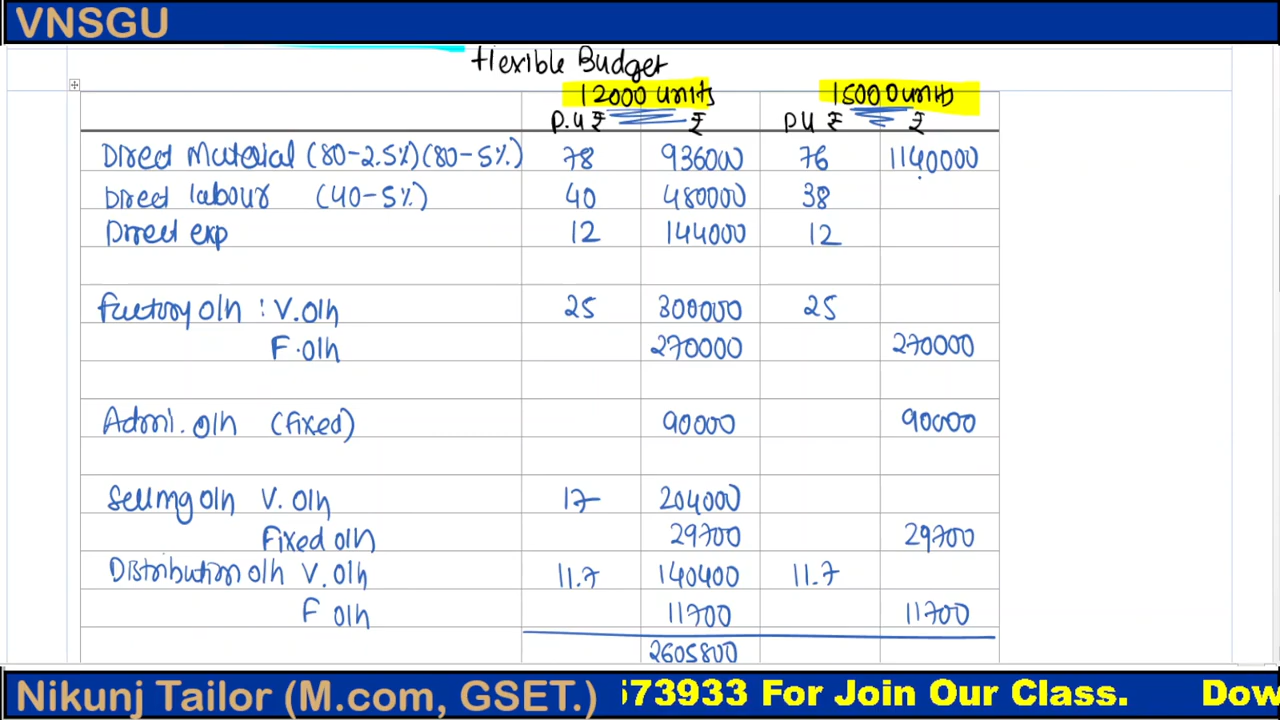 VNSGU
Flexible Budget
12000 units 15000 units
P.U ₹ ₹ PU ₹ ₹
Direct Material (80-2.5%) (80-5%) 78 936000 76 1140000
Direct labour (40-5%) 40 480000 38
Direct exp 12 144000 12
Factory o/h : V.o/h 25 300000 25
F.o/h 270000 270000
Admi. o/h (fixed) 90000 90000
Selling o/h V. o/h 17 204000
Fixed o/h 29700 29700
Distribution o/h V. o/h 11.7 140400 11.7
F o/h 11700 11700
2605800
Nikunj Tailor (M.com, GSET.) 573933 For Join Our Class. Dow